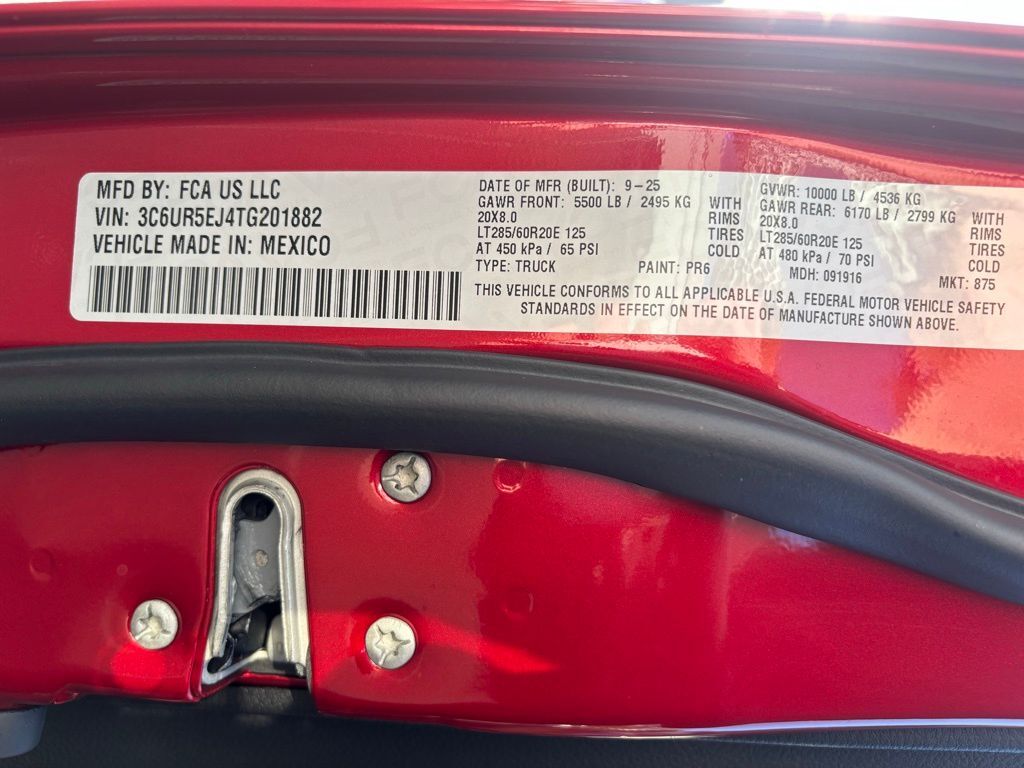 MFD BY: FCA US LLC
VIN: 3C6UR5EJ4TG201882
VEHICLE MADE IN: MEXICO
DATE OF MFR (BUILT): 9-25
GAWR FRONT: 5500 LB / 2495 KG
20X8.0
LT285/60R20E 125
AT 450 kPa / 65 PSI
WITH
RIMS
TIRES
COLD
TYPE: TRUCK PAINT: PR6
GVWR: 10000 LB / 4536 KG
GAWR REAR: 6170 LB / 2799 KG
20X8.0
LT285/60R20E 125
AT 480 kPa / 70 PSI
WITH
RIMS
TIRES
COLD
MDH: 091916 MKT: 875
THIS VEHICLE CONFORMS TO ALL APPLICABLE U.S.A. FEDERAL MOTOR VEHICLE SAFETY
STANDARDS IN EFFECT ON THE DATE OF MANUFACTURE SHOWN ABOVE.